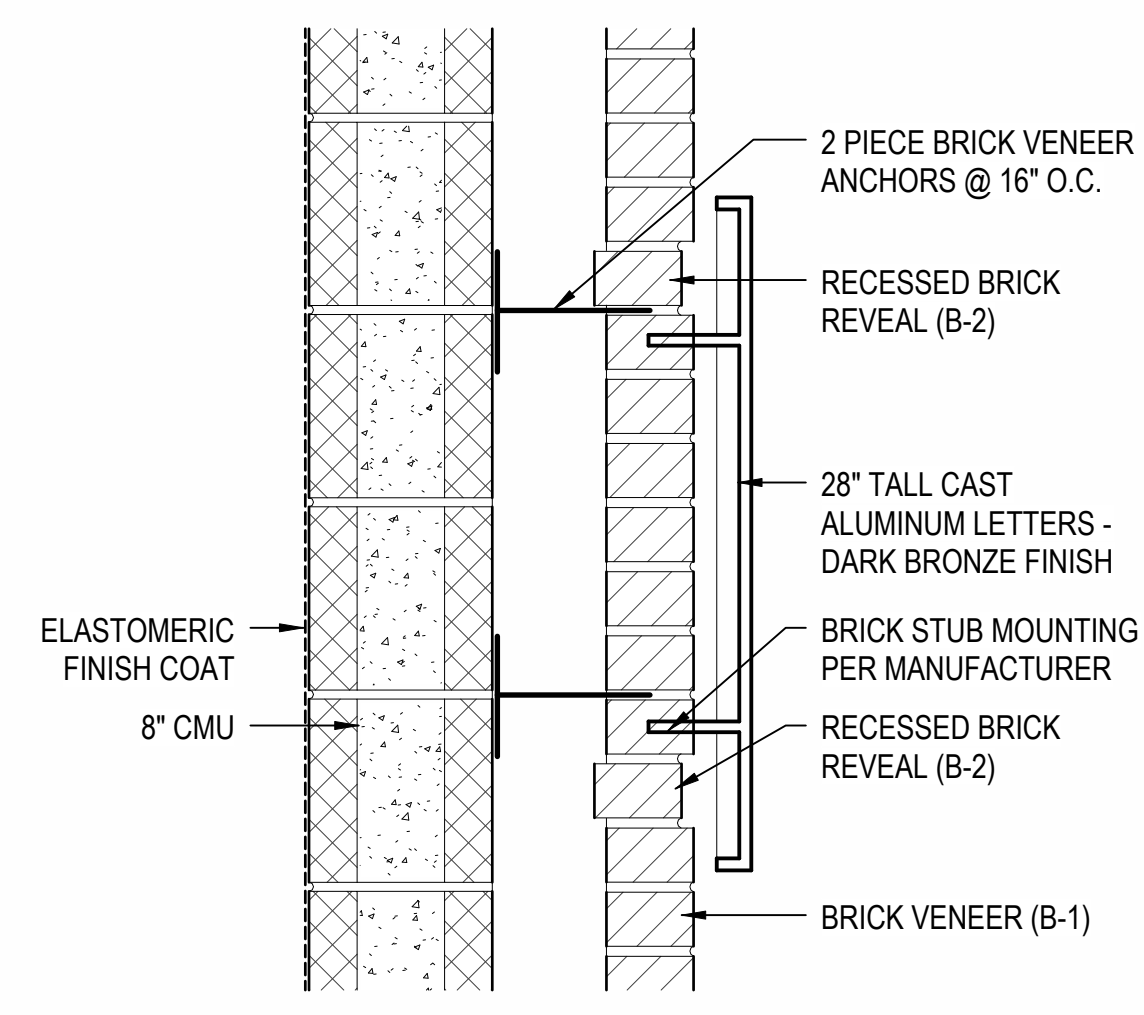 2 PIECE BRICK VENEER
ANCHORS @ 16" O.C.
RECESSED BRICK
REVEAL (B-2)
28" TALL CAST
ALUMINUM LETTERS -
DARK BRONZE FINISH
ELASTOMERIC
FINISH COAT
BRICK STUB MOUNTING
PER MANUFACTURER
8" CMU
RECESSED BRICK
REVEAL (B-2)
BRICK VENEER (B-1)